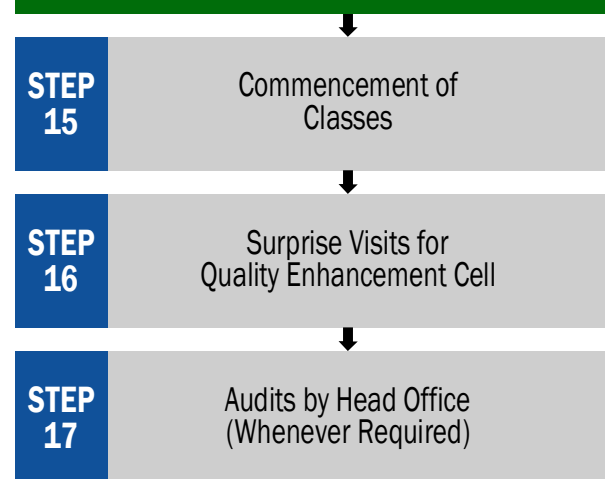 STEP
15
Commencement of
Classes
STEP
16
Surprise Visits for
Quality Enhancement Cell
STEP
17
Audits by Head Office
(Whenever Required)